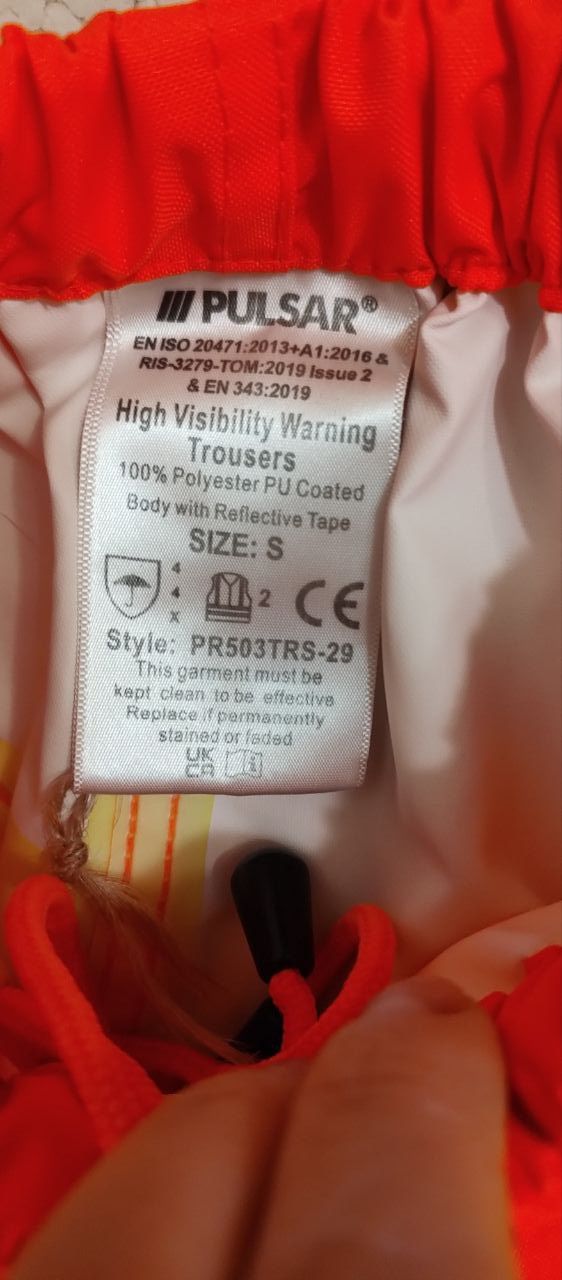 PULSAR®
EN ISO 20471:2013+A1:2016 &
RIS-3279-TOM:2019 Issue 2
& EN 343:2019
High Visibility Warning
Trousers
100% Polyester PU Coated
Body with Reflective Tape
SIZE: S
4
4
X
2
CE
Style: PR503TRS-29
This garment must be
kept clean to be effective
Replace if permanently
stained or faded
UK
CA
i